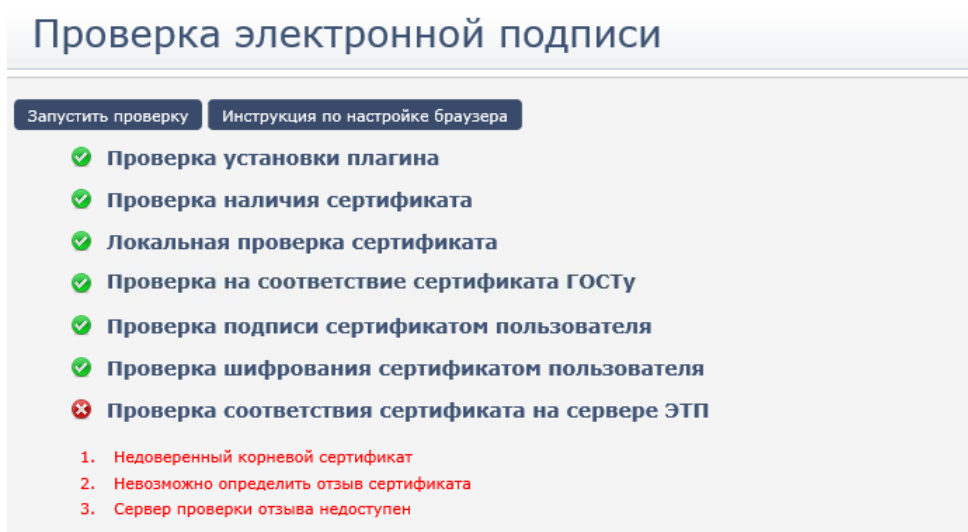 Проверка электронной подписи
Запустить проверку Инструкция по настройке браузера
Проверка установки плагина
Проверка наличия сертификата
Локальная проверка сертификата
Проверка на соответствие сертификата ГОСТу
Проверка подписи сертификатом пользователя
Проверка шифрования сертификатом пользователя
Проверка соответствия сертификата на сервере ЭТП
1. Недоверенный корневой сертификат
2. Невозможно определить отзыв сертификата
3. Сервер проверки отзыва недоступен